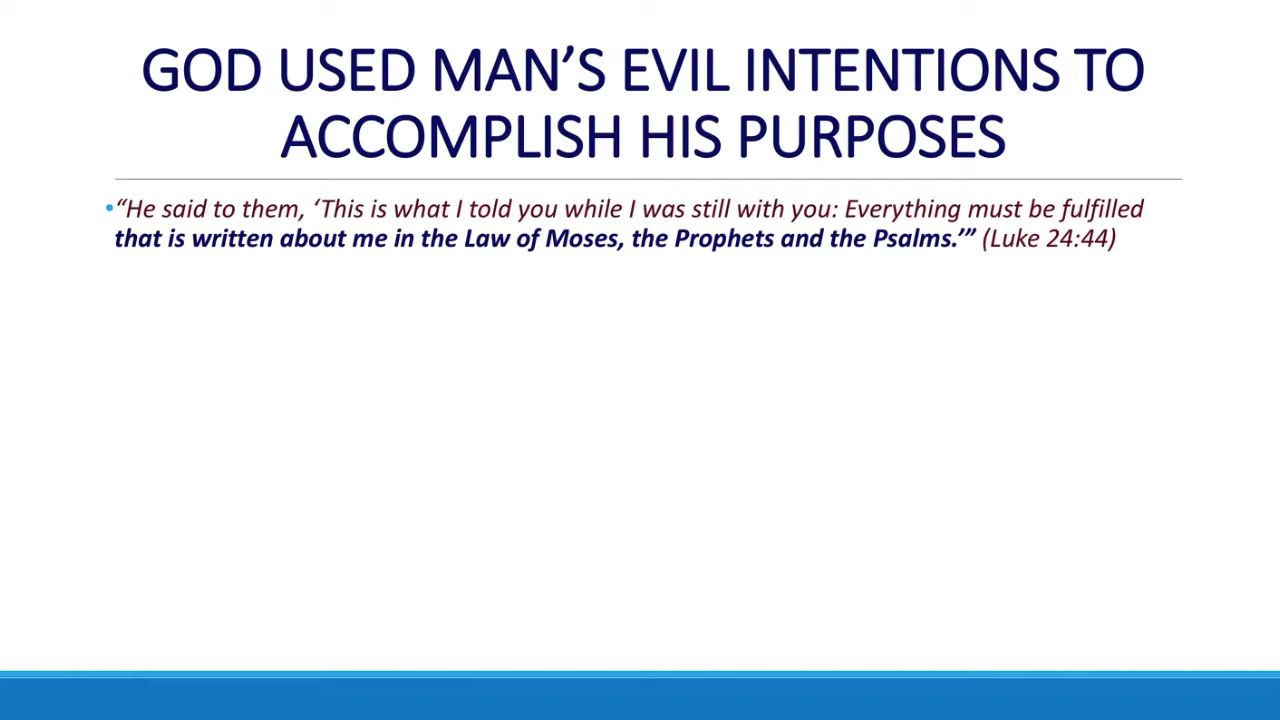 GOD USED MAN’S EVIL INTENTIONS TO
ACCOMPLISH HIS PURPOSES
•“He said to them, ‘This is what I told you while I was still with you: Everything must be fulfilled
that is written about me in the Law of Moses, the Prophets and the Psalms.’” (Luke 24:44)